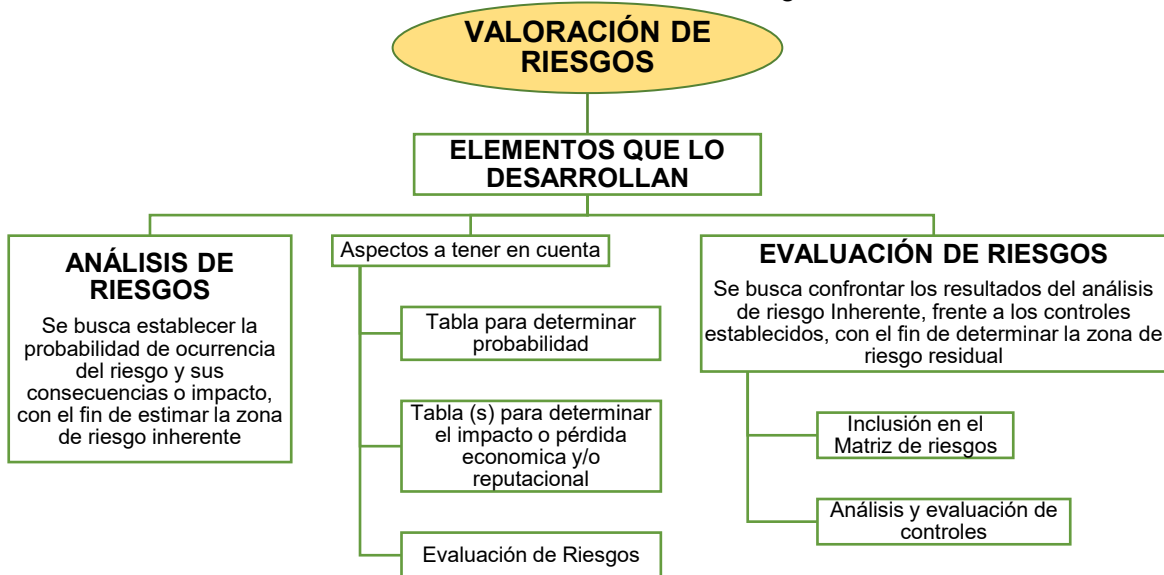 VALORACIÓN DE
RIESGOS
ELEMENTOS QUE LO
DESARROLLAN
ANÁLISIS DE
RIESGOS
Se busca establecer la
probabilidad de ocurrencia
del riesgo y sus
consecuencias o impacto,
con el fin de estimar la zona
de riesgo inherente
Aspectos a tener en cuenta
Tabla para determinar
probabilidad
Tabla (s) para determinar
el impacto o pérdida
economica y/o
reputacional
Evaluación de Riesgos
EVALUACIÓN DE RIESGOS
Se busca confrontar los resultados del análisis
de riesgo Inherente, frente a los controles
establecidos, con el fin de determinar la zona de
riesgo residual
Inclusión en el
Matriz de riesgos
Análisis y evaluación de
controles